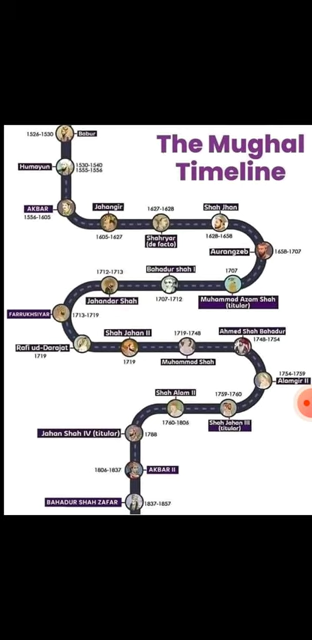 The Mughal
Timeline
1526-1530
Babur
Humayun
1530-1540
1555-1556
AKBAR
1556-1605
Jahangir
1605-1627
1627-1628
Shahryar
(de facto)
Shah Jhan
1628-1658
Aurangzeb
1658-1707
1707
Muhammad Azam Shah
(titular)
Bahadur shah I
1707-1712
1712-1713
Jahandar Shah
FARRUKHSIYAR
1713-1719
Rafi ud-Darajat
1719
Shah Jahan II
1719
1719-1748
Muhammad Shah
Ahmed Shah Bahadur
1748-1754
1754-1759
Alamgir II
1759-1760
Shah Jahan III
(titular)
Shah Alam II
1760-1806
Jahan Shah IV (titular)
1788
1806-1837
AKBAR II
BAHADUR SHAH ZAFAR
1837-1857